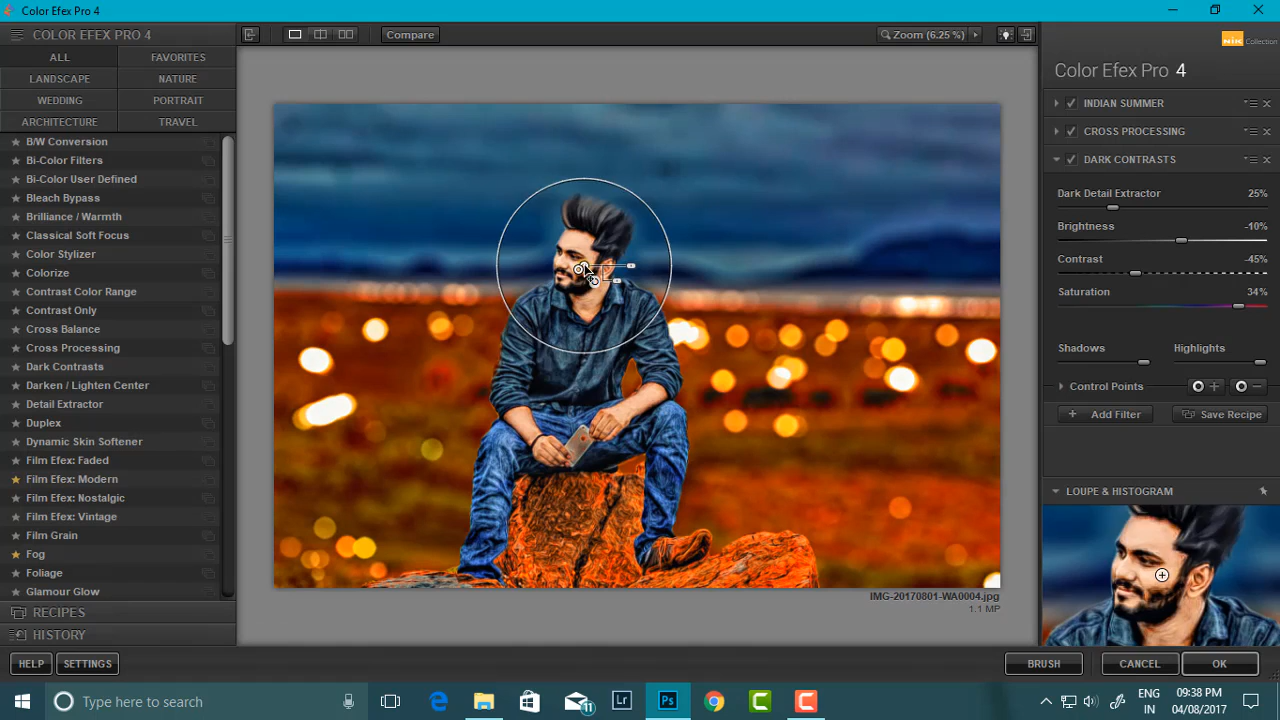 Color Efex Pro 4
COLOR EFEX PRO 4
ALL
FAVORITES
LANDSCAPE
NATURE
WEDDING
PORTRAIT
ARCHITECTURE
TRAVEL
B/W Conversion
Bi-Color Filters
Bi-Color User Defined
Bleach Bypass
Brilliance / Warmth
Classical Soft Focus
Color Stylizer
Colorize
Contrast Color Range
Contrast Only
Cross Balance
Cross Processing
Dark Contrasts
Darken / Lighten Center
Detail Extractor
Duplex
Dynamic Skin Softener
Film Efex: Faded
Film Efex: Modern
Film Efex: Nostalgic
Film Efex: Vintage
Film Grain
Fog
Foliage
Glamour Glow
RECIPES
HISTORY
HELP
SETTINGS
Compare
Zoom (6.25 %)
IMG-20170801-WA0004.jpg
1.1 MP
Nik Collection
Color Efex Pro 4
INDIAN SUMMER
CROSS PROCESSING
DARK CONTRASTS
Dark Detail Extractor 25%
Brightness -10%
Contrast -45%
Saturation 34%
Shadows Highlights
Control Points
Add Filter Save Recipe
LOUPE & HISTOGRAM
BRUSH CANCEL OK
Type here to search
11
Lr
Ps
ENG
IN
09:38 PM
04/08/2017